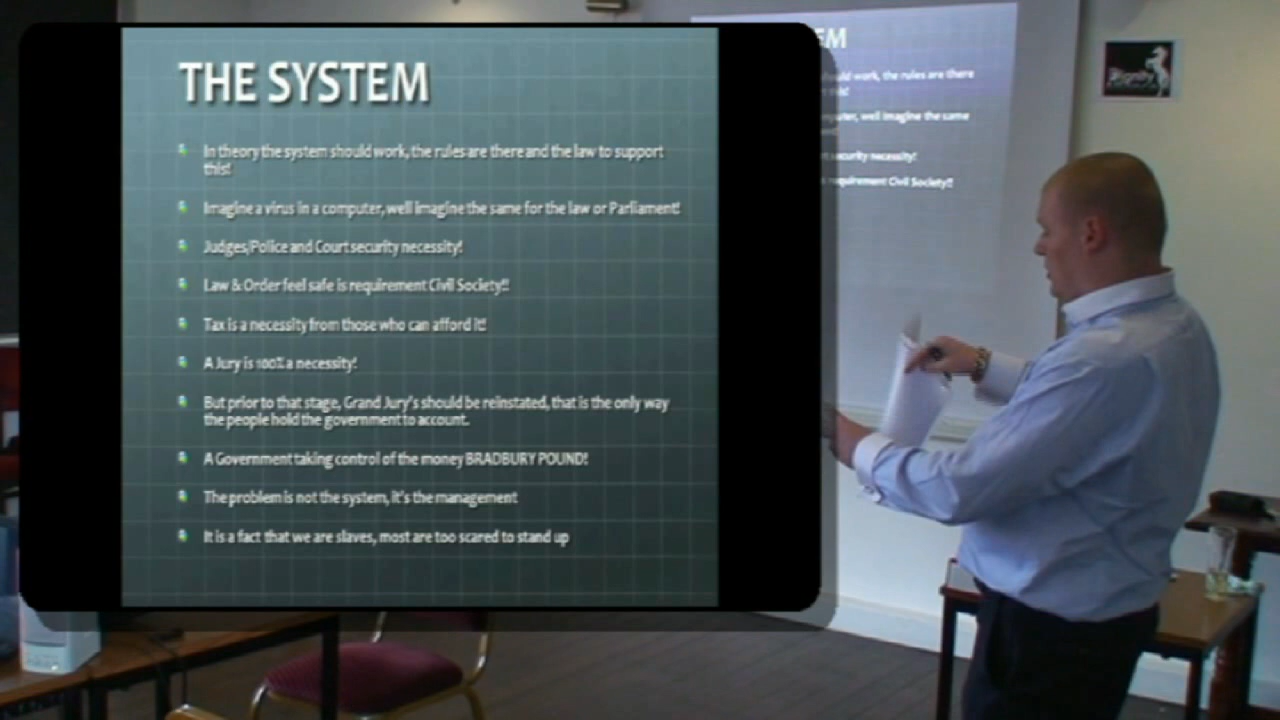 THE SYSTEM
In theory the system should work, the rules are there and the law to support
this!
Imagine a virus in a computer, well imagine the same for the law or Parliament!
Judges/Police and Court security necessity!
Law & Order feel safe is requirement Civil Society!!
Tax is a necessity from those who can afford it!
A Jury is 100% a necessity!
But prior to that stage, Grand Jury's should be reinstated, that is the only way
the people hold the government to account.
A Government taking control of the money BRADBURY POUND!
The problem is not the system, it's the management
It is a fact that we are slaves, most are too scared to stand up
EM
should work, the rules are there
this!
puter, well imagine the same
security necessity!
requirement Civil Society!!